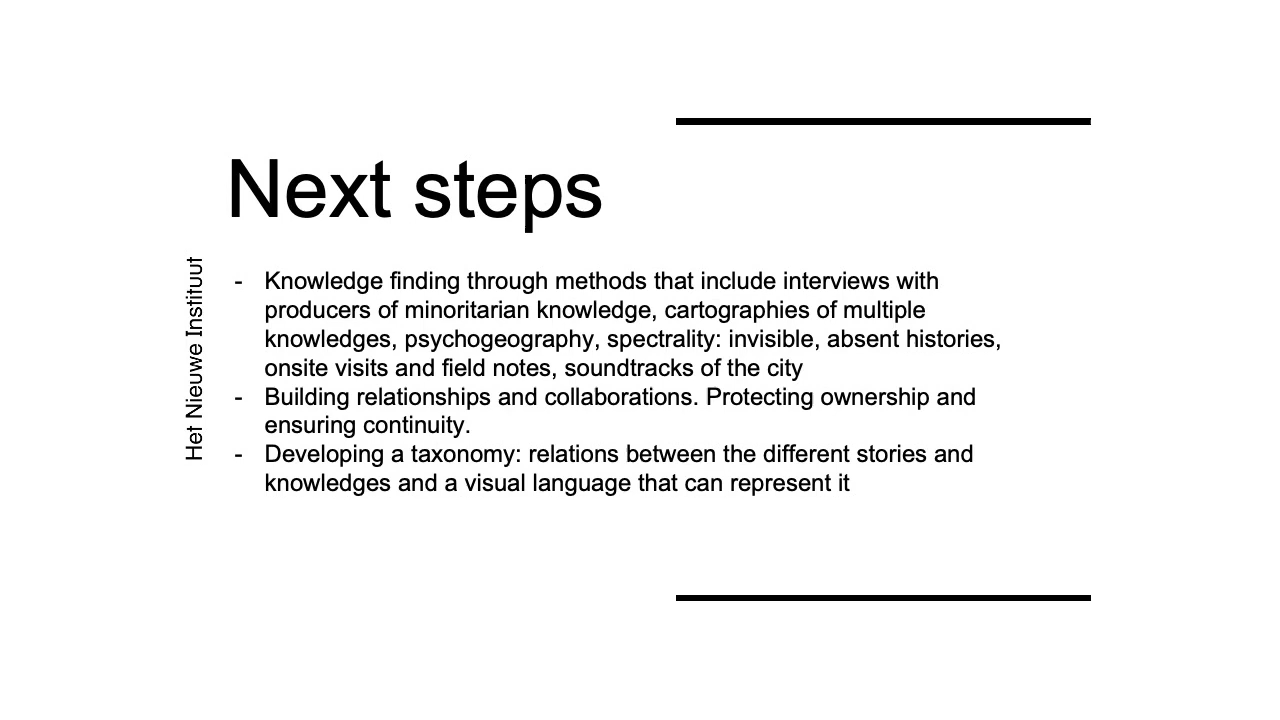 Next steps
Het Nieuwe Instituut
- Knowledge finding through methods that include interviews with
producers of minoritarian knowledge, cartographies of multiple
knowledges, psychogeography, spectrality: invisible, absent histories,
onsite visits and field notes, soundtracks of the city
- Building relationships and collaborations. Protecting ownership and
ensuring continuity.
- Developing a taxonomy: relations between the different stories and
knowledges and a visual language that can represent it